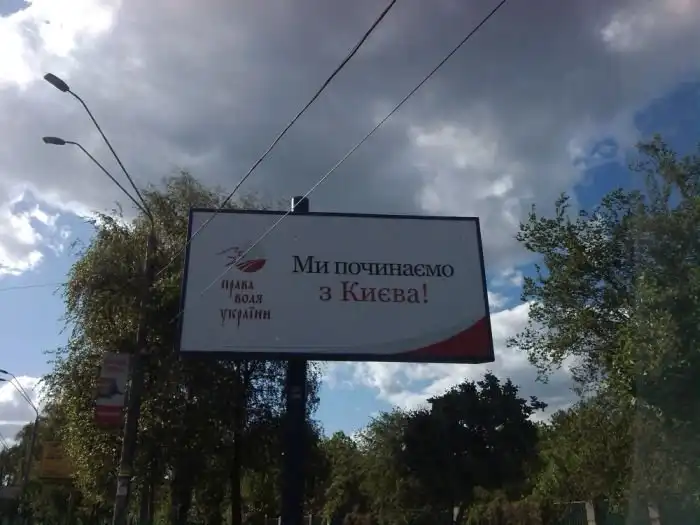 права
воля
україни
Ми починаємо
з Києва!